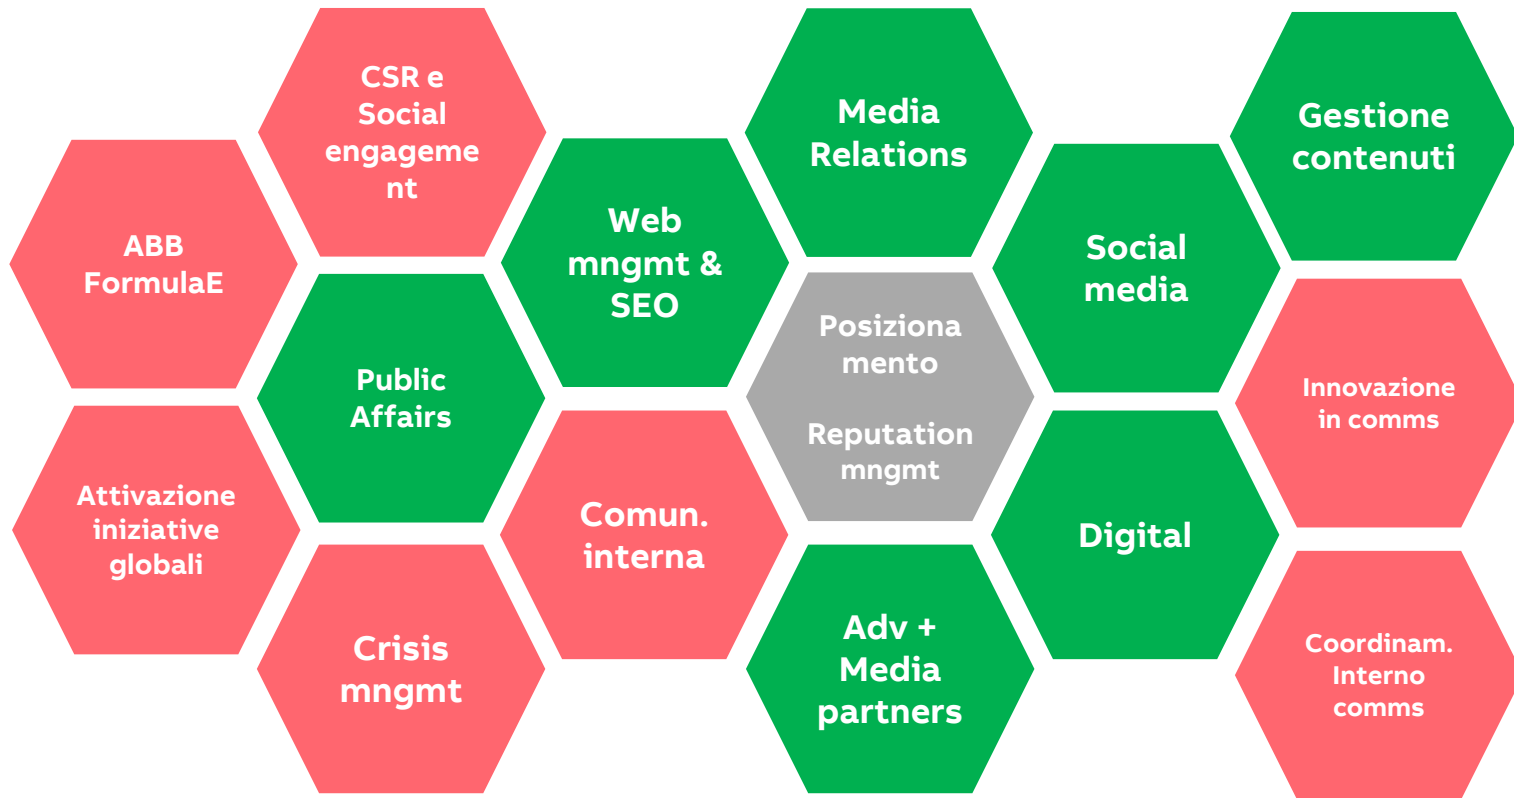 CSR e
Social
engageme
nt
Media
Relations
Gestione
contenuti
ABB
FormulaE
Web
mngmt &
SEO
Social
media
Public
Affairs
Posiziona
mento
Reputation
mngmt
Innovazione
in comms
Attivazione
iniziative
globali
Comun.
interna
Digital
Crisis
mngmt
Adv +
Media
partners
Coordinam.
Interno
comms